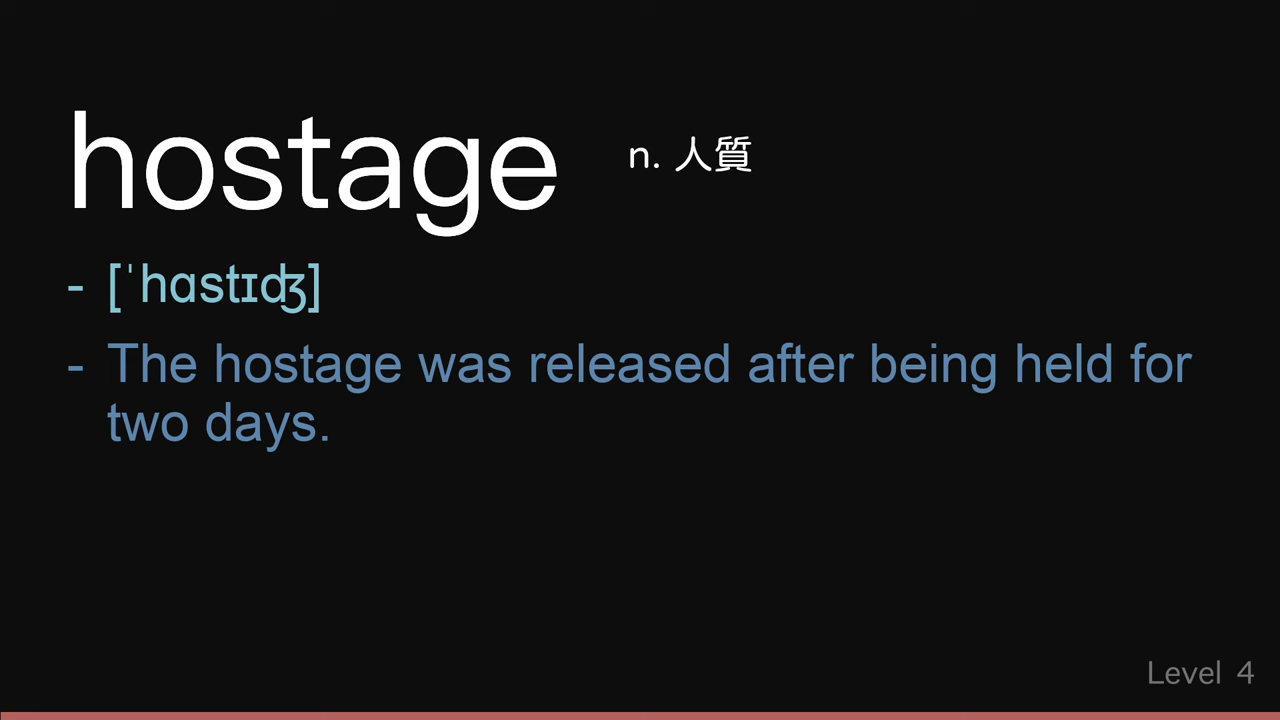 hostage n. 人質
- [ˈhɑstɪʤ]
- The hostage was released after being held for
two days.
Level 4